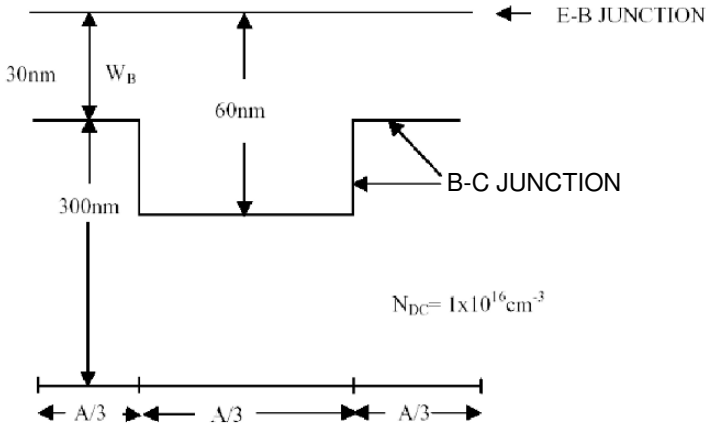 E-B JUNCTION
30nm
W_B
60nm
B-C JUNCTION
300nm
N_DC= 1x10^16cm^-3
A/3
A/3
A/3